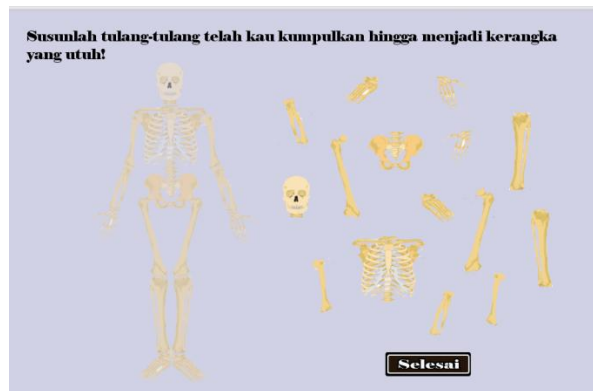 Susunlah tulang-tulang telah kau kumpulkan hingga menjadi kerangka
yang utuh!
Selesai